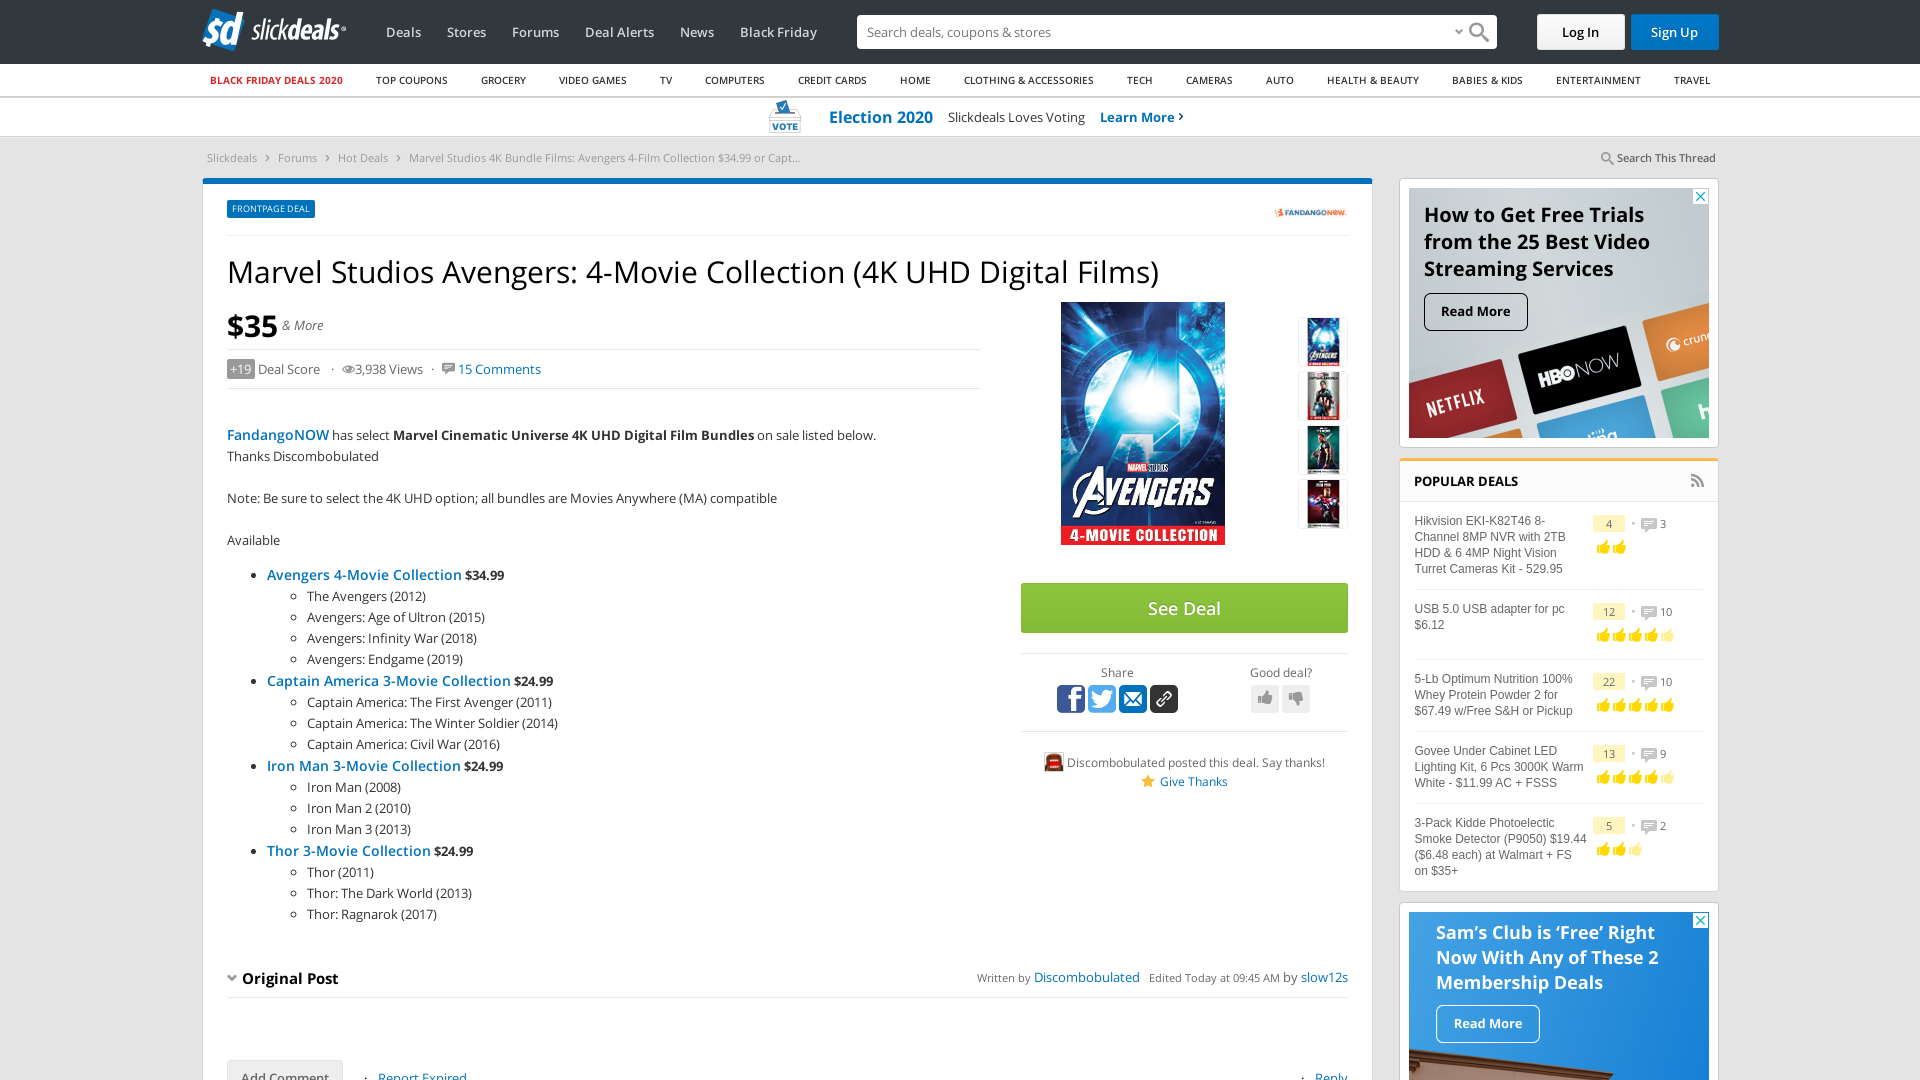 sd slickdeals
Deals
Stores
Forums
Deal Alerts
News
Black Friday
Search deals, coupons & stores
Log In
Sign Up
BLACK FRIDAY DEALS 2020
TOP COUPONS
GROCERY
VIDEO GAMES
TV
COMPUTERS
CREDIT CARDS
HOME
CLOTHING & ACCESSORIES
TECH
CAMERAS
AUTO
HEALTH & BEAUTY
BABIES & KIDS
ENTERTAINMENT
TRAVEL
VOTE
Election 2020 Slickdeals Loves Voting Learn More
Slickdeals > Forums > Hot Deals > Marvel Studios 4K Bundle Films: Avengers 4-Film Collection $34.99 or Capt...
Search This Thread
FRONTPAGE DEAL
FANDANGONOW
Marvel Studios Avengers: 4-Movie Collection (4K UHD Digital Films)
$35 & More
+19 Deal Score · 3,938 Views · 15 Comments
FandangoNOW has select Marvel Cinematic Universe 4K UHD Digital Film Bundles on sale listed below.
Thanks Discombobulated
Note: Be sure to select the 4K UHD option; all bundles are Movies Anywhere (MA) compatible
Available
• Avengers 4-Movie Collection $34.99
The Avengers (2012)
Avengers: Age of Ultron (2015)
Avengers: Infinity War (2018)
Avengers: Endgame (2019)
• Captain America 3-Movie Collection $24.99
Captain America: The First Avenger (2011)
Captain America: The Winter Soldier (2014)
Captain America: Civil War (2016)
• Iron Man 3-Movie Collection $24.99
Iron Man (2008)
Iron Man 2 (2010)
Iron Man 3 (2013)
• Thor 3-Movie Collection $24.99
Thor (2011)
Thor: The Dark World (2013)
Thor: Ragnarok (2017)
MARVEL STUDIOS
AVENGERS
4-MOVIE COLLECTION
See Deal
Share
Good deal?
Discombobulated posted this deal. Say thanks!
Give Thanks
Original Post
Written by Discombobulated Edited Today at 09:45 AM by slow12s
Add Comment · Report Expired
· Reply
How to Get Free Trials
from the 25 Best Video
Streaming Services
Read More
NETFLIX
HBO NOW
crunc
h
ling
POPULAR DEALS
Hikvision EKI-K82T46 8-
Channel 8MP NVR with 2TB
HDD & 6 4MP Night Vision
Turret Cameras Kit - 529.95
4 • 3
USB 5.0 USB adapter for pc
$6.12
12 • 10
5-Lb Optimum Nutrition 100%
Whey Protein Powder 2 for
$67.49 w/Free S&H or Pickup
22 • 10
Govee Under Cabinet LED
Lighting Kit, 6 Pcs 3000K Warm
White - $11.99 AC + FSSS
13 • 9
3-Pack Kidde Photoelectic
Smoke Detector (P9050) $19.44
($6.48 each) at Walmart + FS
on $35+
5 • 2
Sam's Club is 'Free' Right
Now With Any of These 2
Membership Deals
Read More